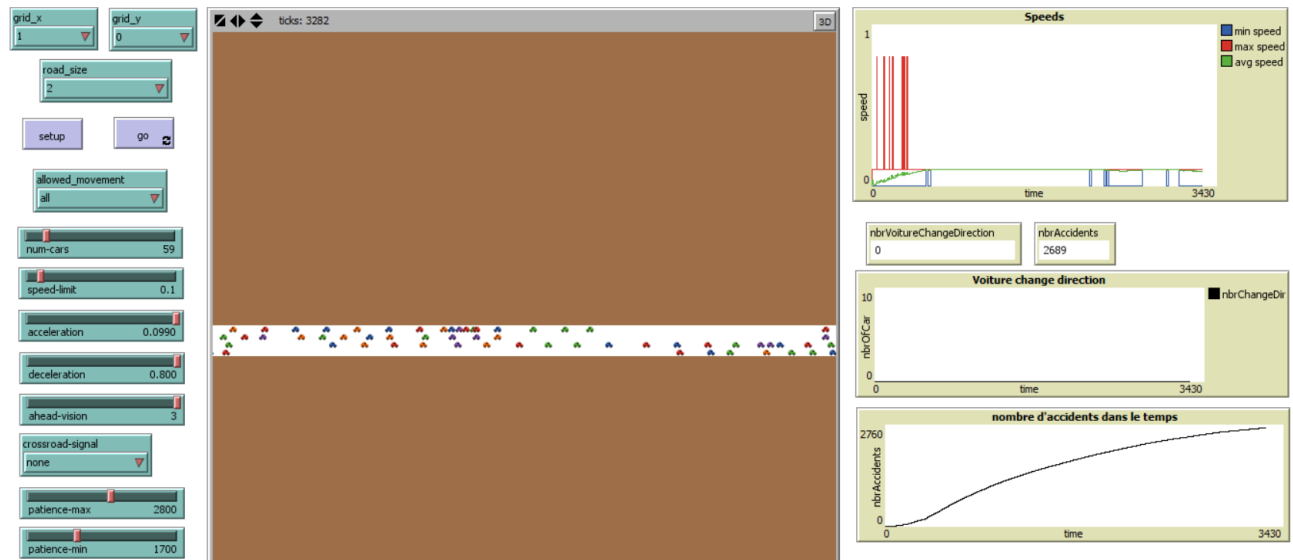 grid_x
1
grid_y
0
road_size
2
setup
go
allowed_movement
all
num-cars 59
speed-limit 0.1
acceleration 0.0990
deceleration 0.800
ahead-vision 3
crossroad-signal
none
patience-max 2800
patience-min 1700
ticks: 3282
3D
Speeds
1
speed
0
0
time
3430
min speed
max speed
avg speed
nbrVoitureChangeDirection
0
nbrAccidents
2689
Voiture change direction
10
nbrOfCar
0
0
time
3430
nbrChangeDir
nombre d'accidents dans le temps
2760
nbrAccidents
0
0
time
3430